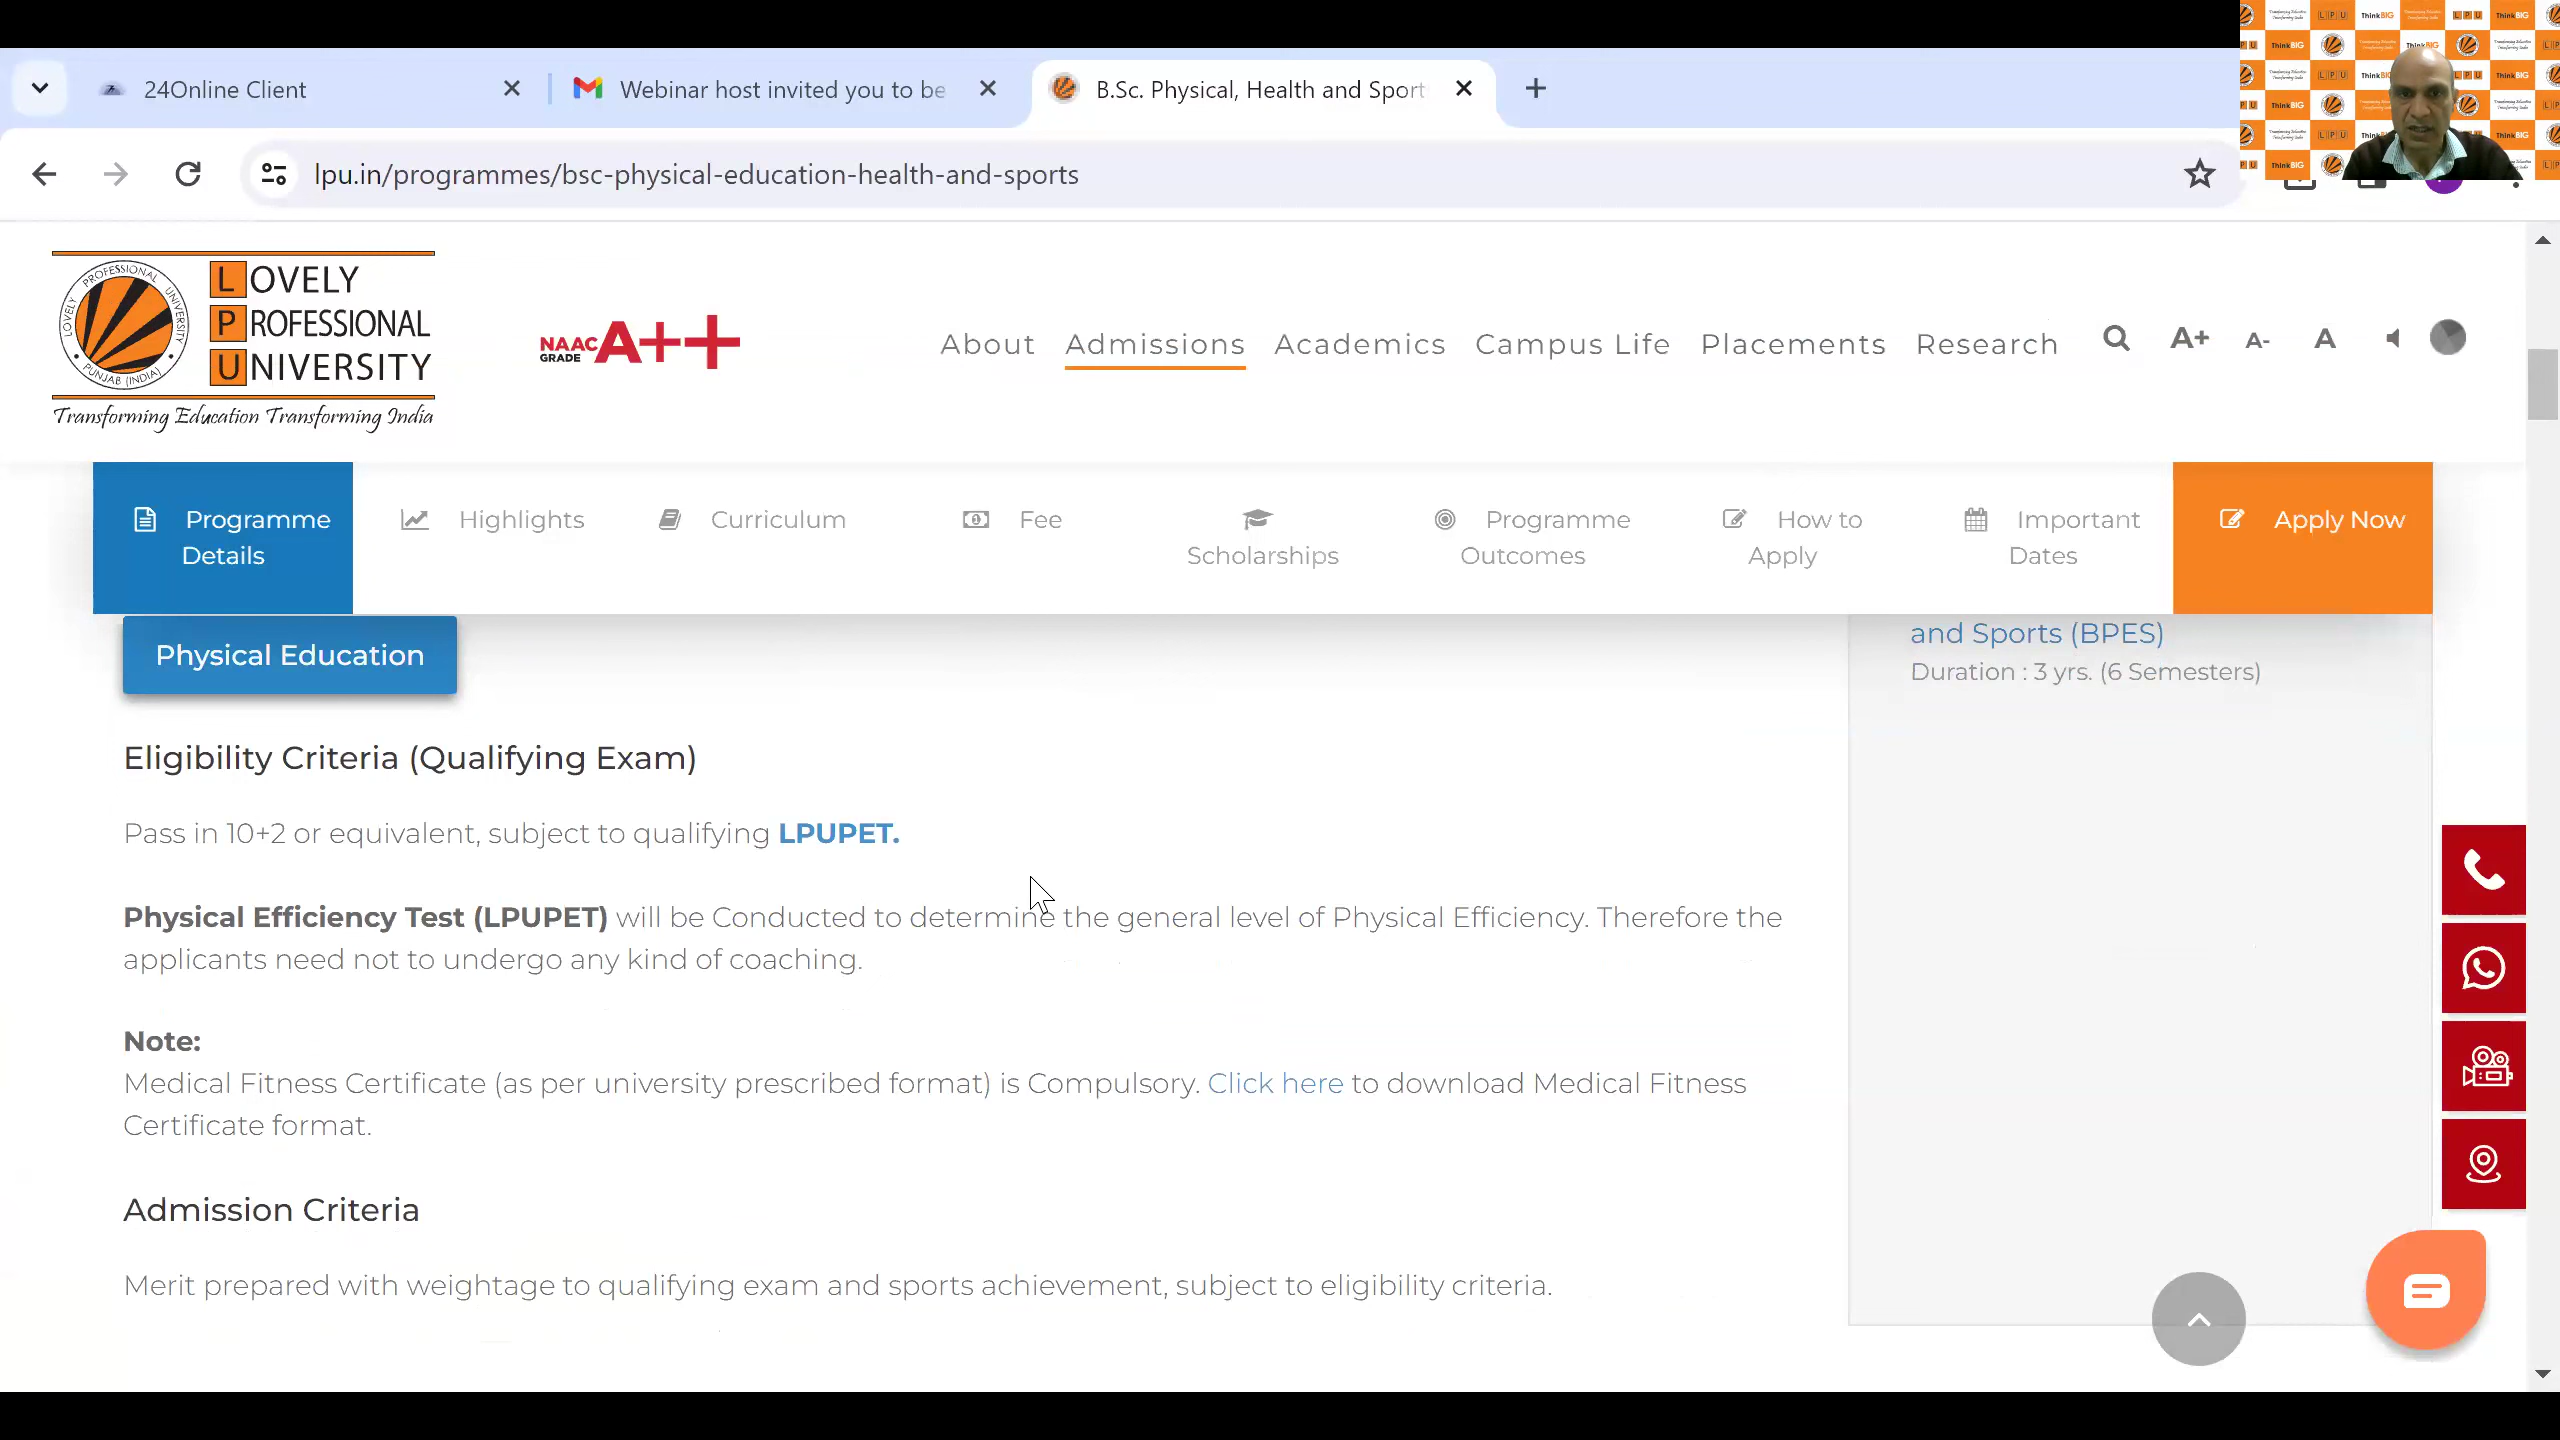 24Online Client
Webinar host invited you to be
B.Sc. Physical, Health and Sport
lpu.in/programmes/bsc-physical-education-health-and-sports
LOVELY
PROFESSIONAL
UNIVERSITY
LOVELY PROFESSIONAL UNIVERSITY
PUNJAB (INDIA)
Transforming Education Transforming India
NAAC
GRADE
A++
About
Admissions
Academics
Campus Life
Placements
Research
A+
A-
A
Programme
Details
Highlights
Curriculum
Fee
Scholarships
Programme
Outcomes
How to
Apply
Important
Dates
Apply Now
Physical Education
and Sports (BPES)
Duration : 3 yrs. (6 Semesters)
Eligibility Criteria (Qualifying Exam)
Pass in 10+2 or equivalent, subject to qualifying LPUPET.
Physical Efficiency Test (LPUPET) will be Conducted to determine the general level of Physical Efficiency. Therefore the
applicants need not to undergo any kind of coaching.
Note:
Medical Fitness Certificate (as per university prescribed format) is Compulsory. Click here to download Medical Fitness
Certificate format.
Admission Criteria
Merit prepared with weightage to qualifying exam and sports achievement, subject to eligibility criteria.